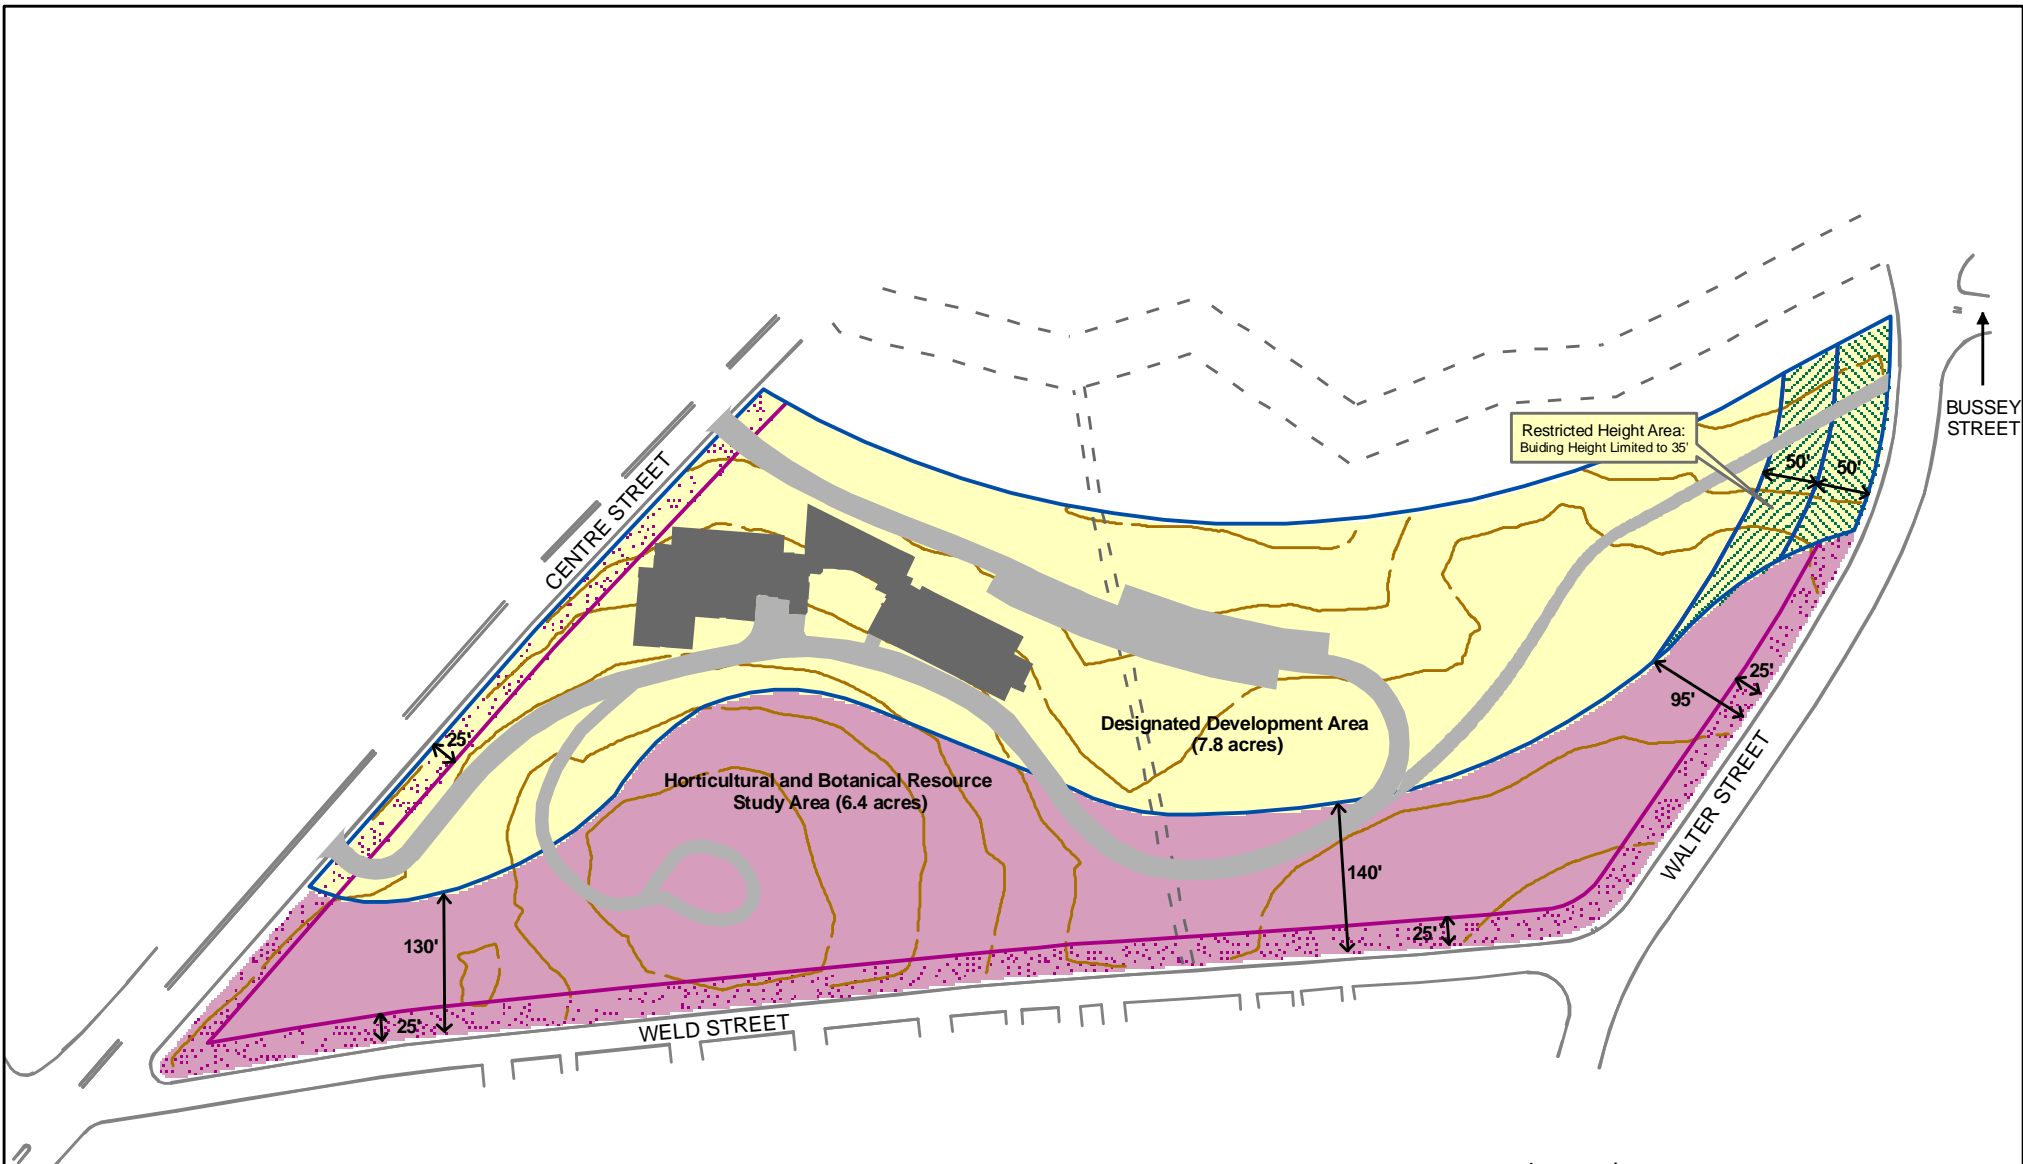 BUSSEY
STREET
Restricted Height Area:
Buiding Height Limited to 35'
50'
50'
CENTRE STREET
25'
95'
25'
Designated Development Area
(7.8 acres)
Horticultural and Botanical Resource
Study Area (6.4 acres)
WALTER STREET
140'
130'
25'
25'
WELD STREET